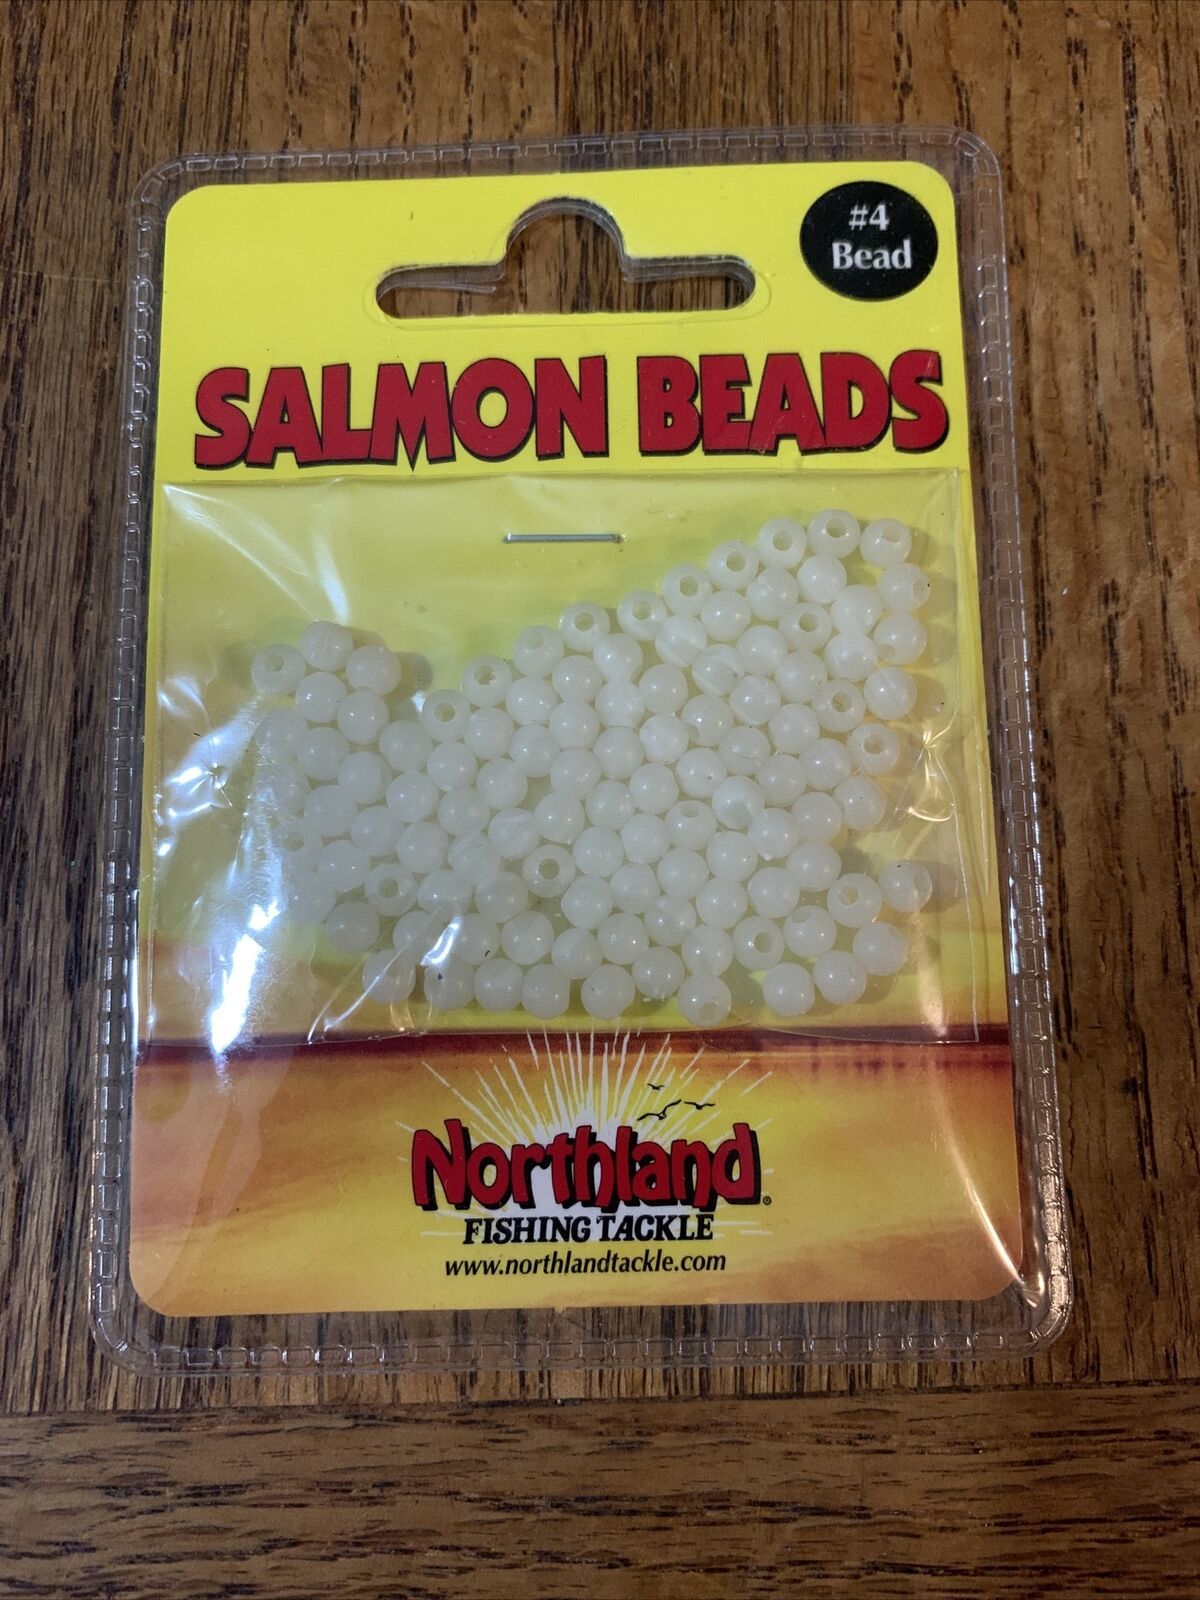 #4
Bead
SALMON BEADS
Northland®
FISHING TACKLE
www.northlandtackle.com